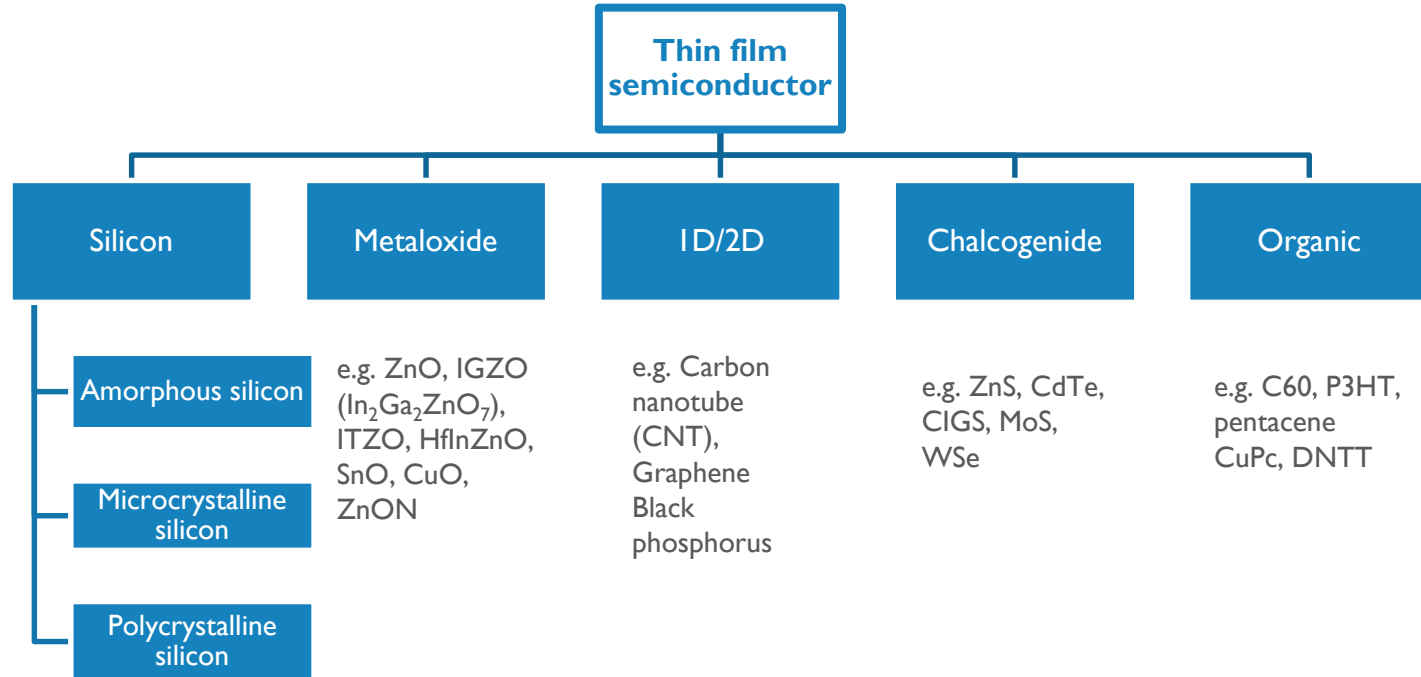 Thin film
semiconductor
Silicon
Metaloxide
1D/2D
Chalcogenide
Organic
Amorphous silicon
Microcrystalline
silicon
Polycrystalline
silicon
e.g. ZnO, IGZO
(In₂Ga₂ZnO₇),
ITZO, HfInZnO,
SnO, CuO,
ZnON
e.g. Carbon
nanotube
(CNT),
Graphene
Black
phosphorus
e.g. ZnS, CdTe,
CIGS, MoS,
WSe
e.g. C60, P3HT,
pentacene
CuPc, DNTT